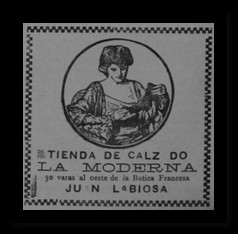 TIENDA DE CALZ DO
LA MODERNA
50 varas al oeste de la Botica Francesa
JU N LaBIOSA